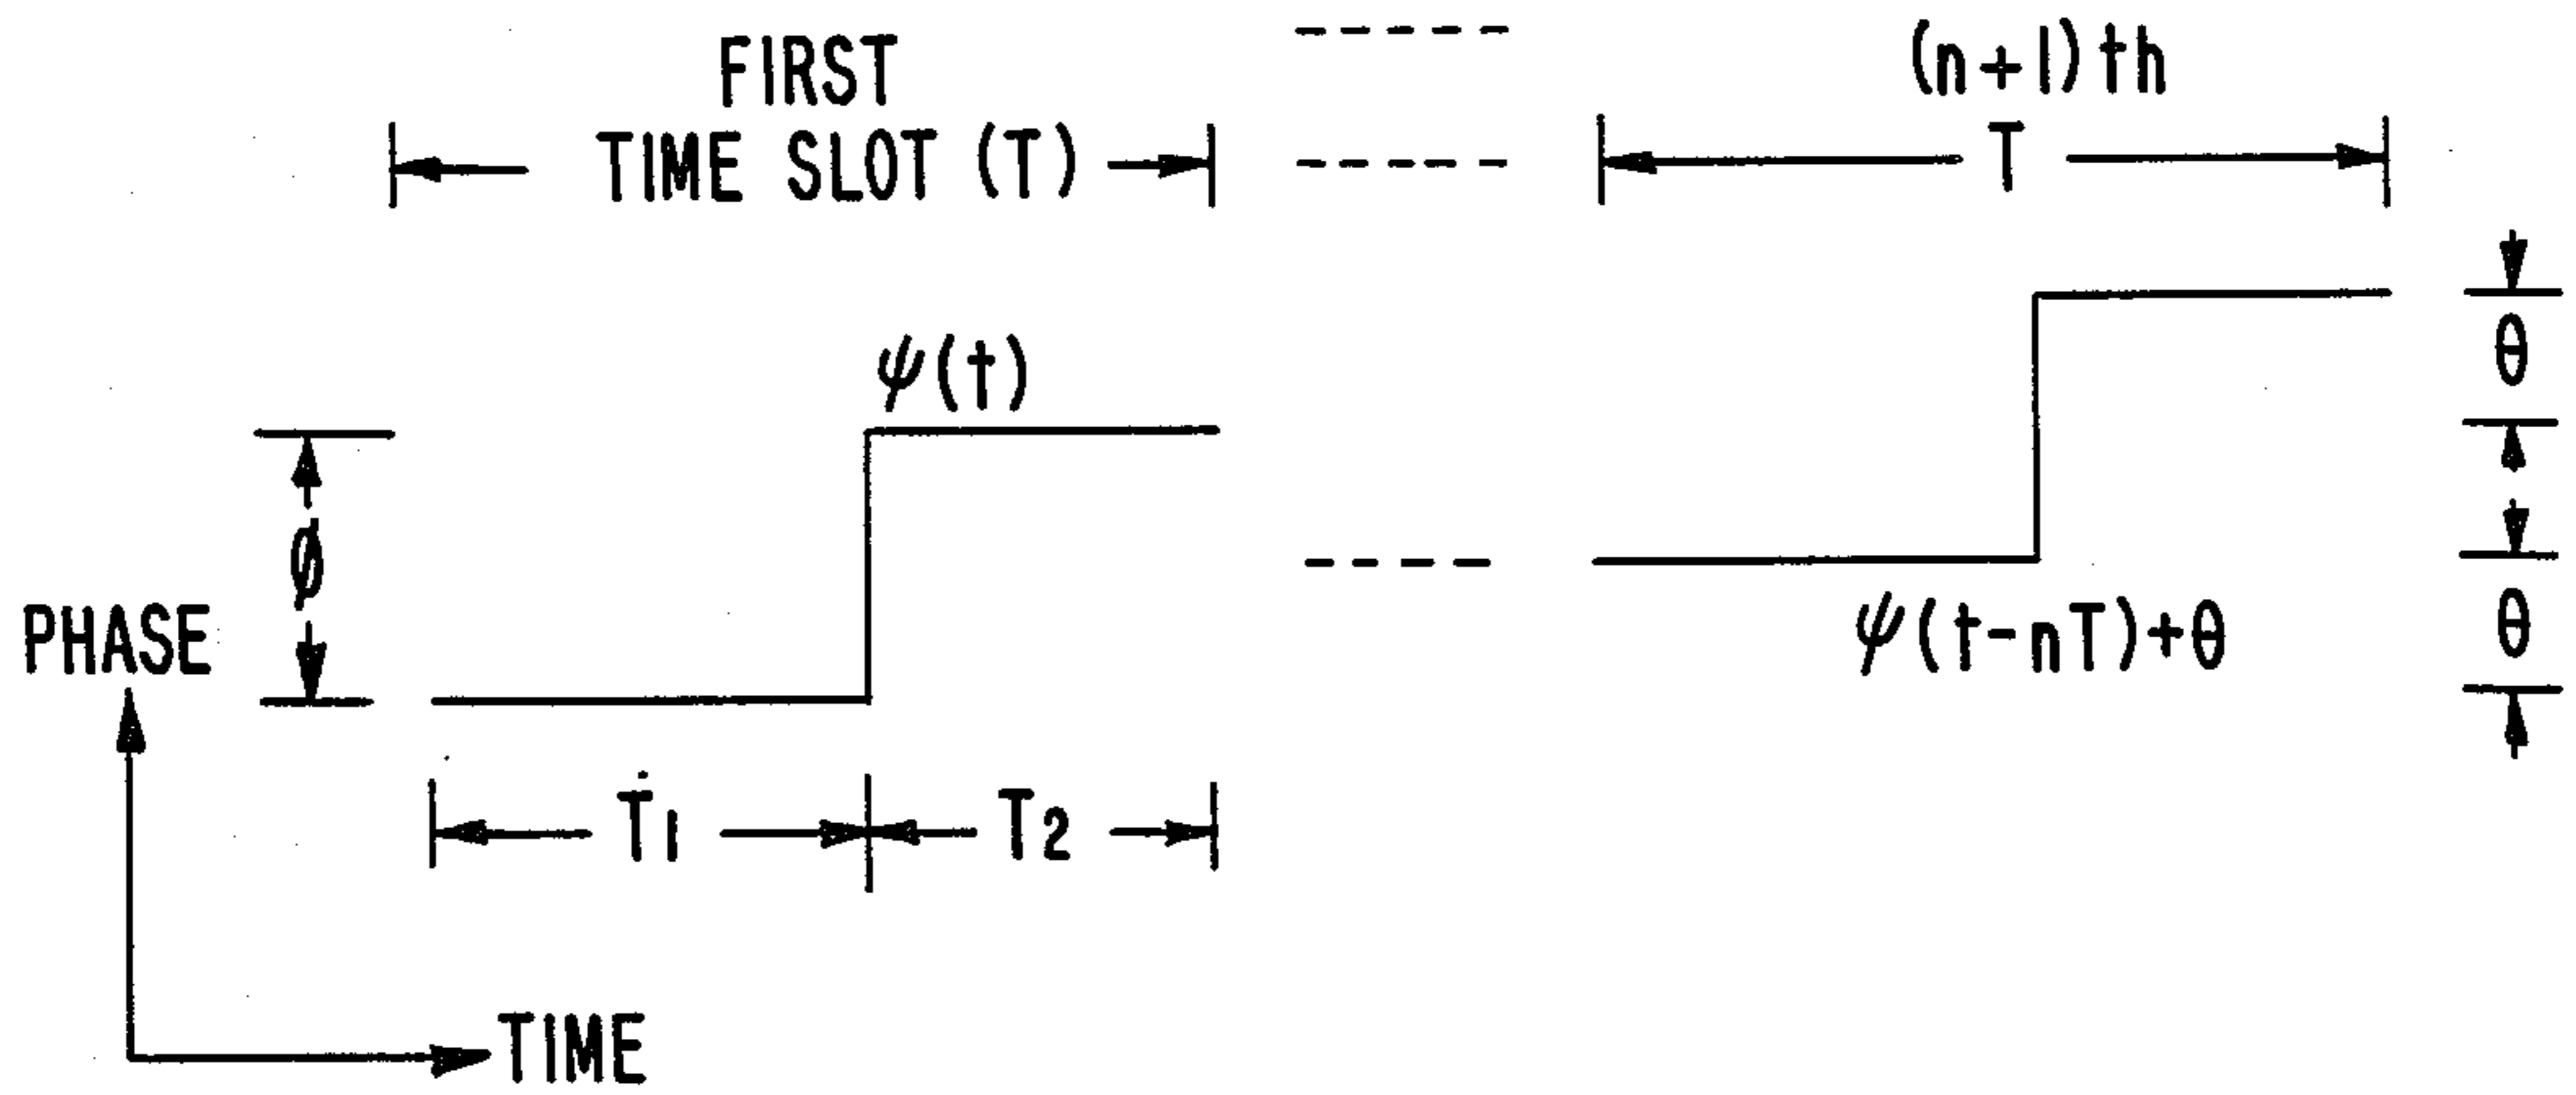 FIRST
TIME SLOT (T)
(n+1)th
T
ψ(t)
θ
φ
PHASE
ψ(t-nT)+θ
θ
T1
T2
TIME